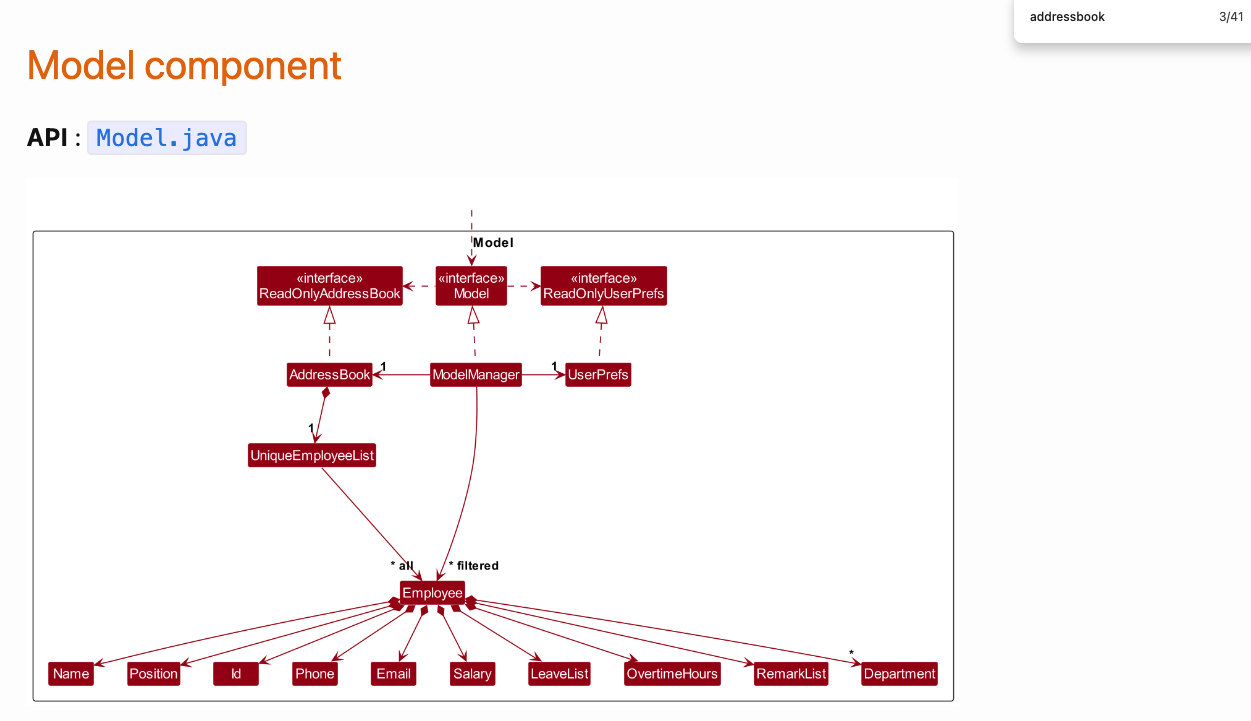 addressbook 3/41
Model component
API : Model.java
Model
«interface» «interface» «interface»
ReadOnlyAddressBook Model ReadOnlyUserPrefs
AddressBook 1 ModelManager 1 UserPrefs
1
UniqueEmployeeList
* all * filtered
Employee
*
Name Position Id Phone Email Salary LeaveList OvertimeHours RemarkList Department